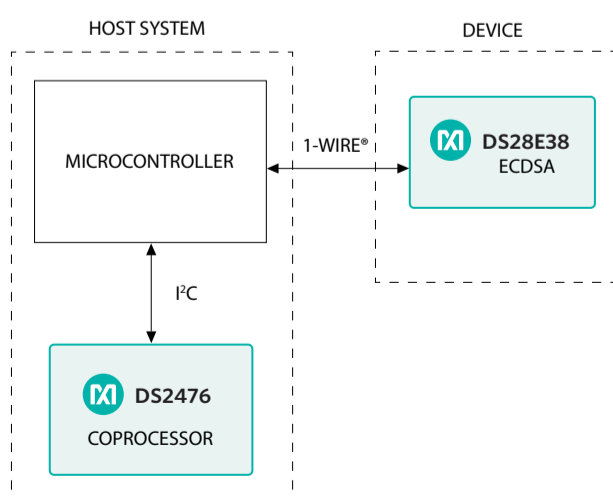 HOST SYSTEM
DEVICE
MICROCONTROLLER
1-WIRE®
DS28E38
ECDSA
I²C
DS2476
COPROCESSOR